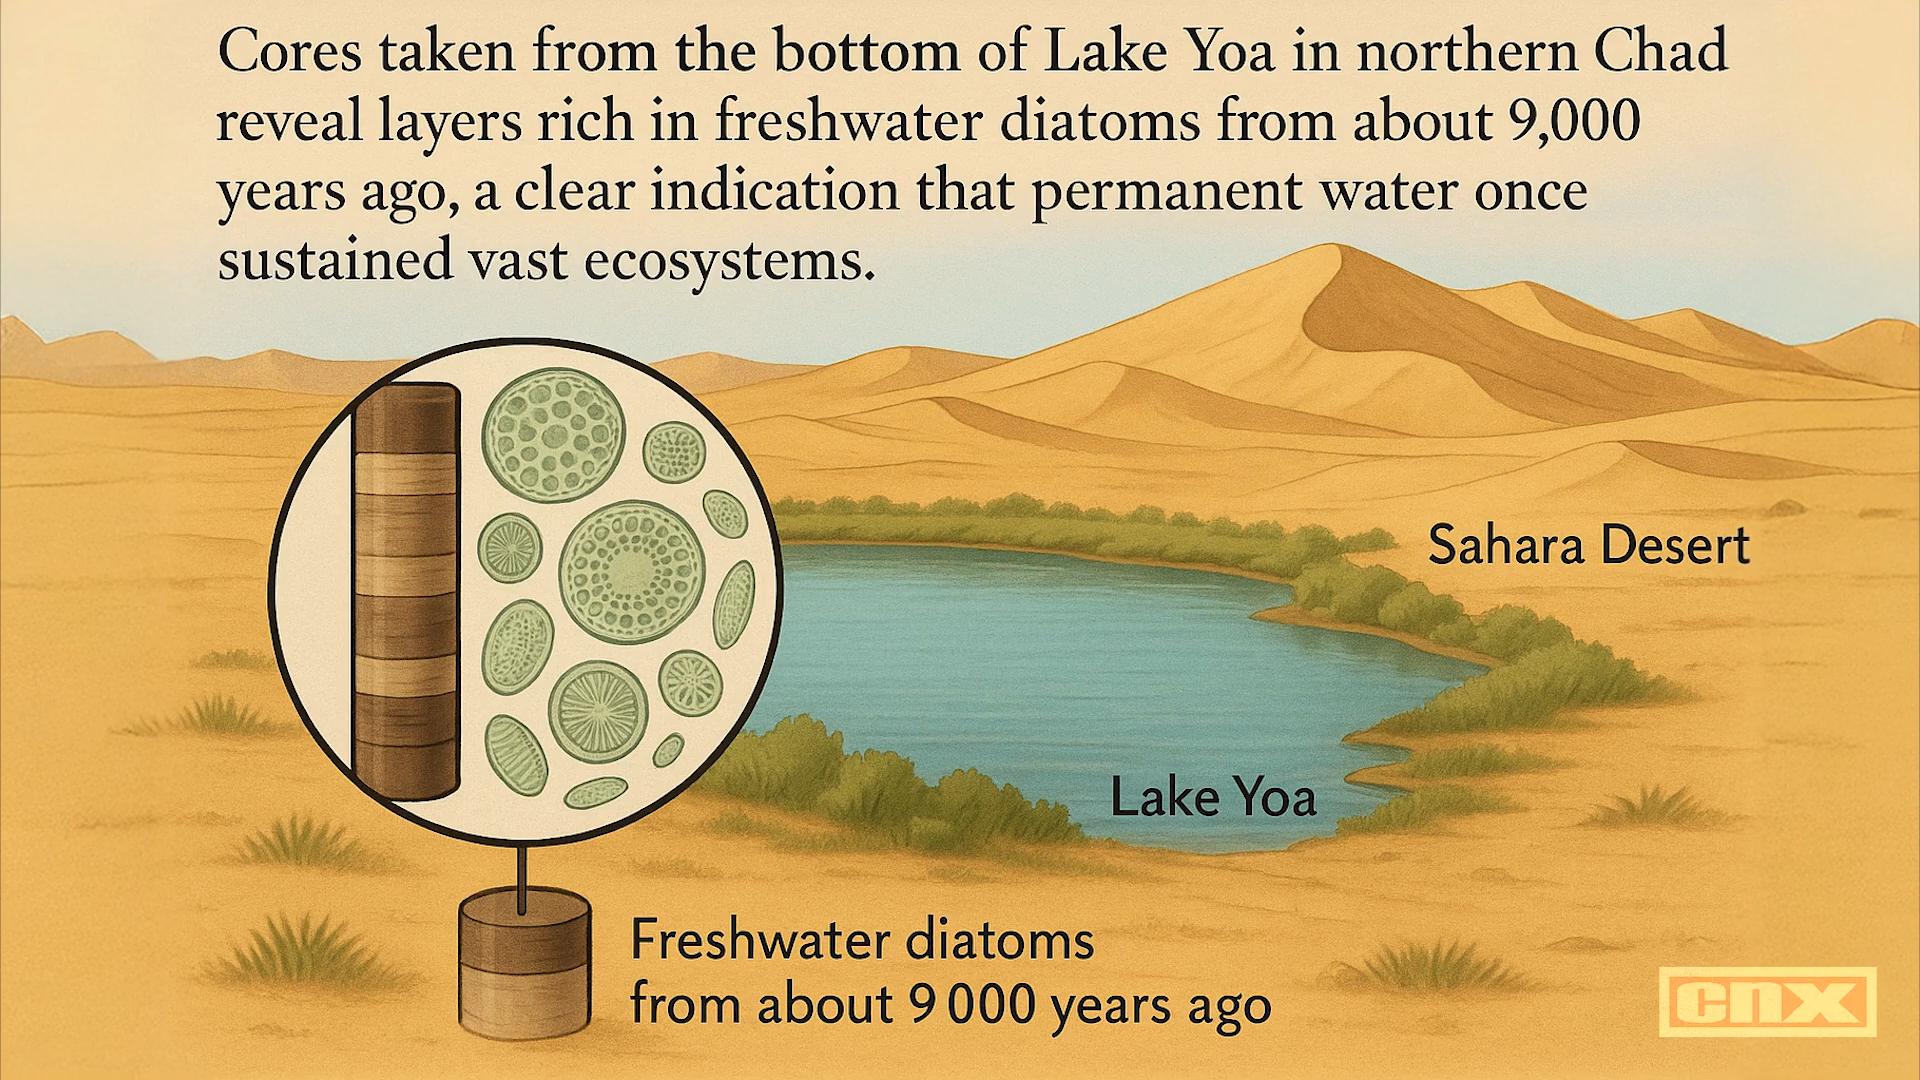 Cores taken from the bottom of Lake Yoa in northern Chad
reveal layers rich in freshwater diatoms from about 9,000
years ago, a clear indication that permanent water once
sustained vast ecosystems.
Sahara Desert
Lake Yoa
Freshwater diatoms
from about 9 000 years ago
cnx